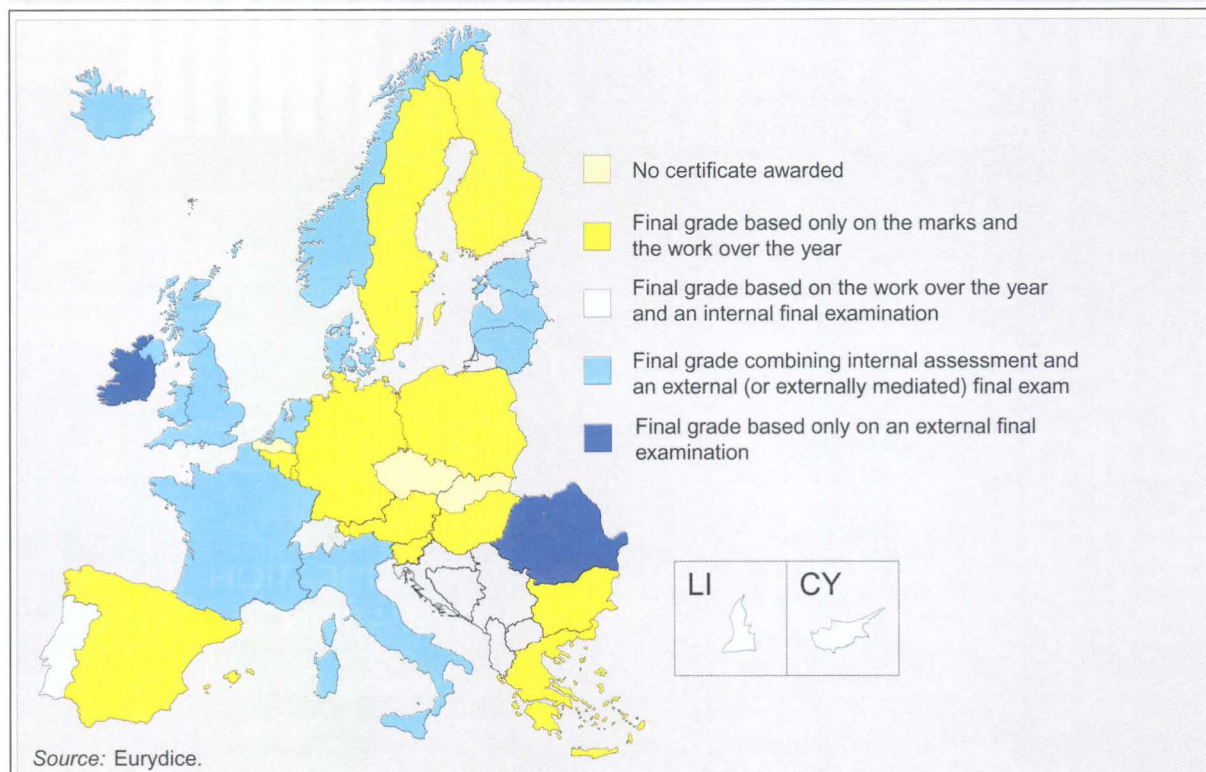 No certificate awarded
Final grade based only on the marks and
the work over the year
Final grade based on the work over the year
and an internal final examination
Final grade combining internal assessment and
an external (or externally mediated) final exam
Final grade based only on an external final
examination
LI
CY
Source: Eurydice.